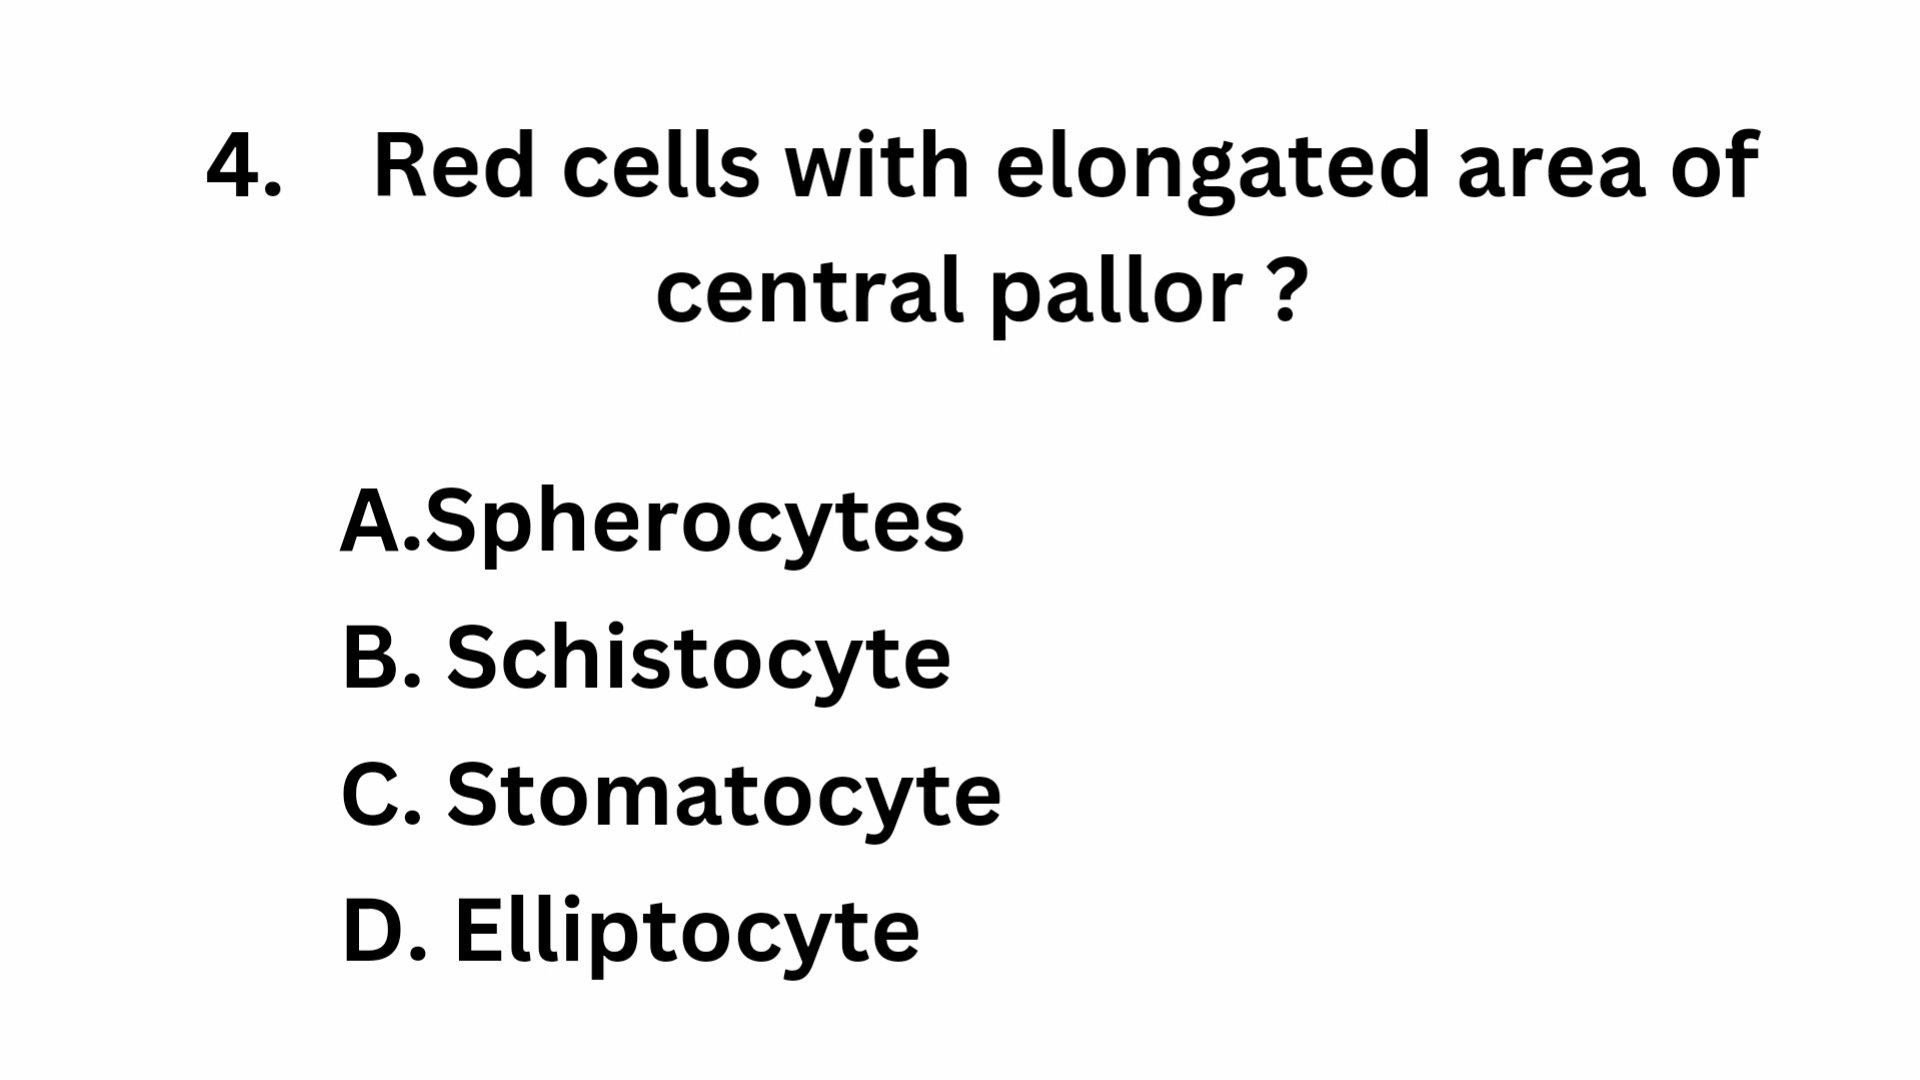 4. Red cells with elongated area of
central pallor ?
A.Spherocytes
B. Schistocyte
C. Stomatocyte
D. Elliptocyte